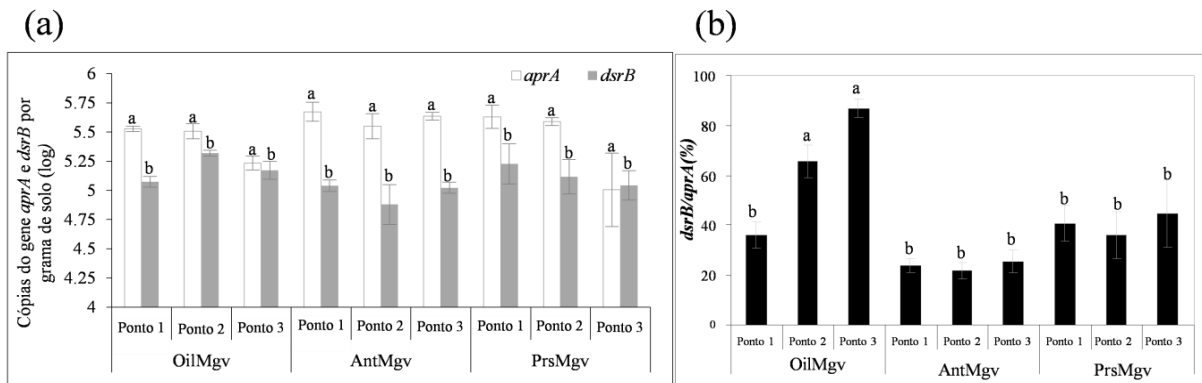 (a)
aprA dsrB
Cópias do gene aprA e dsrB por
grama de solo (log)
6
5.75
5.5
5.25
5
4.75
4.5
4.25
4
a b a b a b a b a b a b a b a b a b
Ponto 1 Ponto 2 Ponto 3 Ponto 1 Ponto 2 Ponto 3 Ponto 1 Ponto 2 Ponto 3
OilMgv AntMgv PrsMgv
(b)
dsrB/aprA(%)
100
80
60
40
20
0
b a a b b b b b b
Ponto 1 Ponto 2 Ponto 3 Ponto 1 Ponto 2 Ponto 3 Ponto 1 Ponto 2 Ponto 3
OilMgv AntMgv PrsMgv